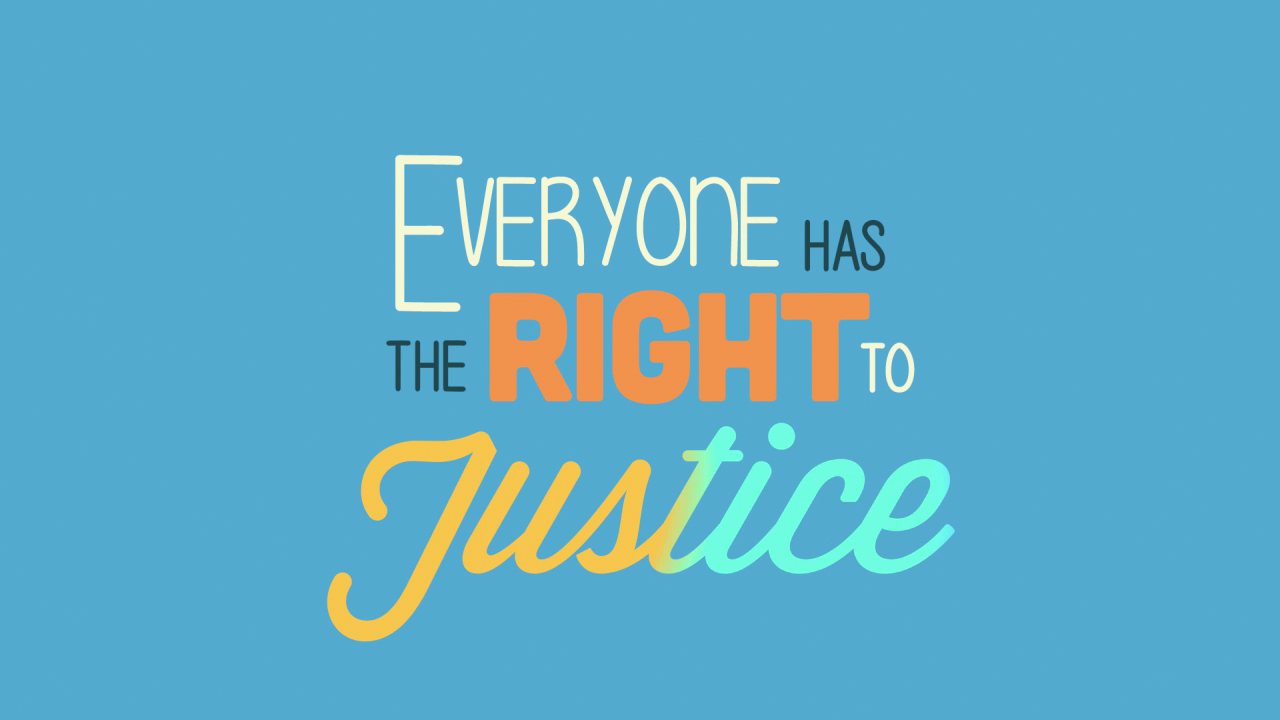 EVERYONE HAS
THE RIGHT TO
Justice